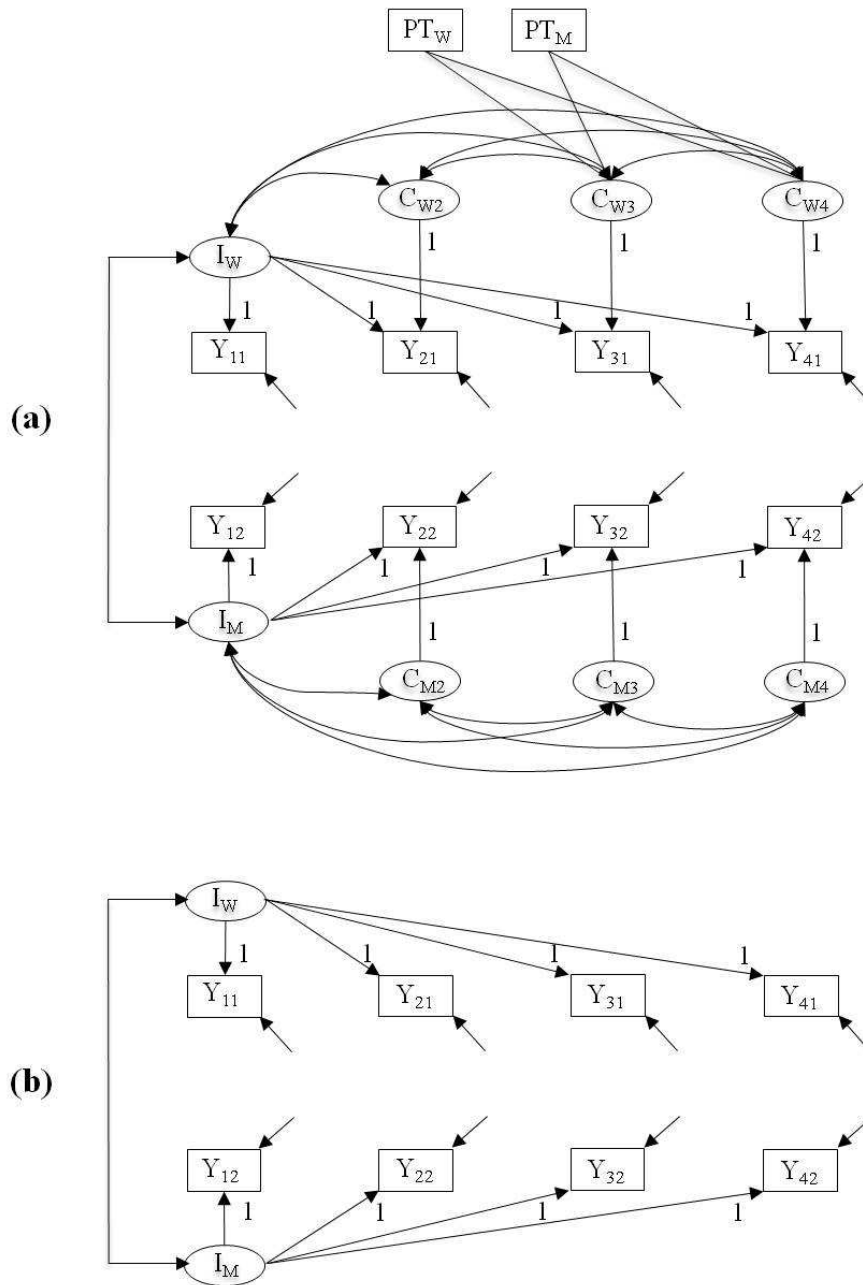 PT_W PT_M
C_W2 C_W3 C_W4
I_W
1 1 1
1 1 1 1
Y_11 Y_21 Y_31 Y_41
(a)
Y_12 Y_22 Y_32 Y_42
1 1 1 1
I_M
1 1 1
C_M2 C_M3 C_M4
I_W
1 1 1 1
Y_11 Y_21 Y_31 Y_41
(b)
Y_12 Y_22 Y_32 Y_42
1 1 1 1
I_M